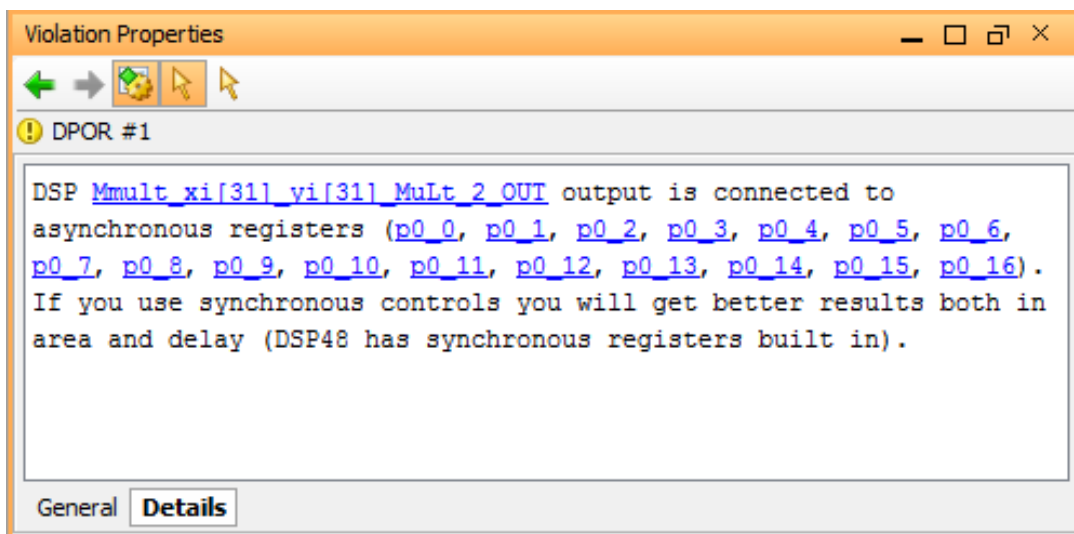 Violation Properties
DPOR #1
DSP Mmult_xi[31]_yi[31]_MuLt_2_OUT output is connected to
asynchronous registers (p0_0, p0_1, p0_2, p0_3, p0_4, p0_5, p0_6,
p0_7, p0_8, p0_9, p0_10, p0_11, p0_12, p0_13, p0_14, p0_15, p0_16).
If you use synchronous controls you will get better results both in
area and delay (DSP48 has synchronous registers built in).
General Details